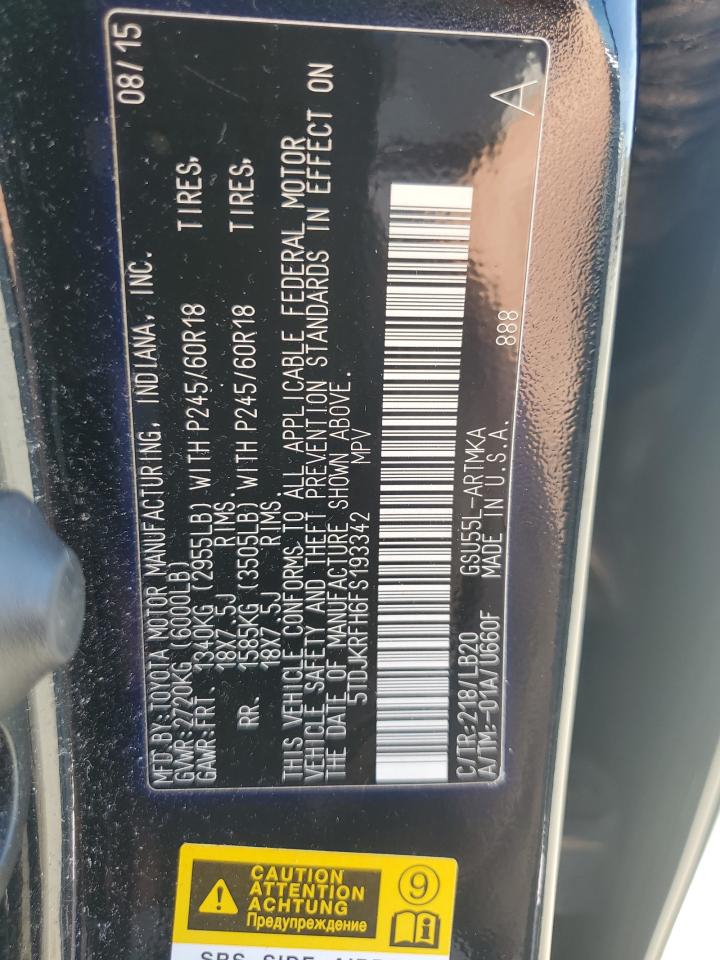 MFD BY:TOYOTA MOTOR MANUFACTURING, INDIANA, INC. 08/15
GVWR:2720KG (6000LB)
GAWR:FRT. 1340KG (2955LB) WITH P245/60R18 TIRES,
18X7.5J RIMS.
RR. 1585KG (3505LB) WITH P245/60R18 TIRES,
18X7.5J RIMS.
THIS VEHICLE CONFORMS TO ALL APPLICABLE FEDERAL MOTOR
VEHICLE SAFETY AND THEFT PREVENTION STANDARDS IN EFFECT ON
THE DATE OF MANUFACTURE SHOWN ABOVE.
5TDJKRFH6FS193342 MPV
C/TR:218/LB20 GSU55L-ARTMKA
A/TM:-01A/U660F MADE IN U.S.A. 888 A
CAUTION
ATTENTION
ACHTUNG
Предупреждение
9
i
SRS SIDE